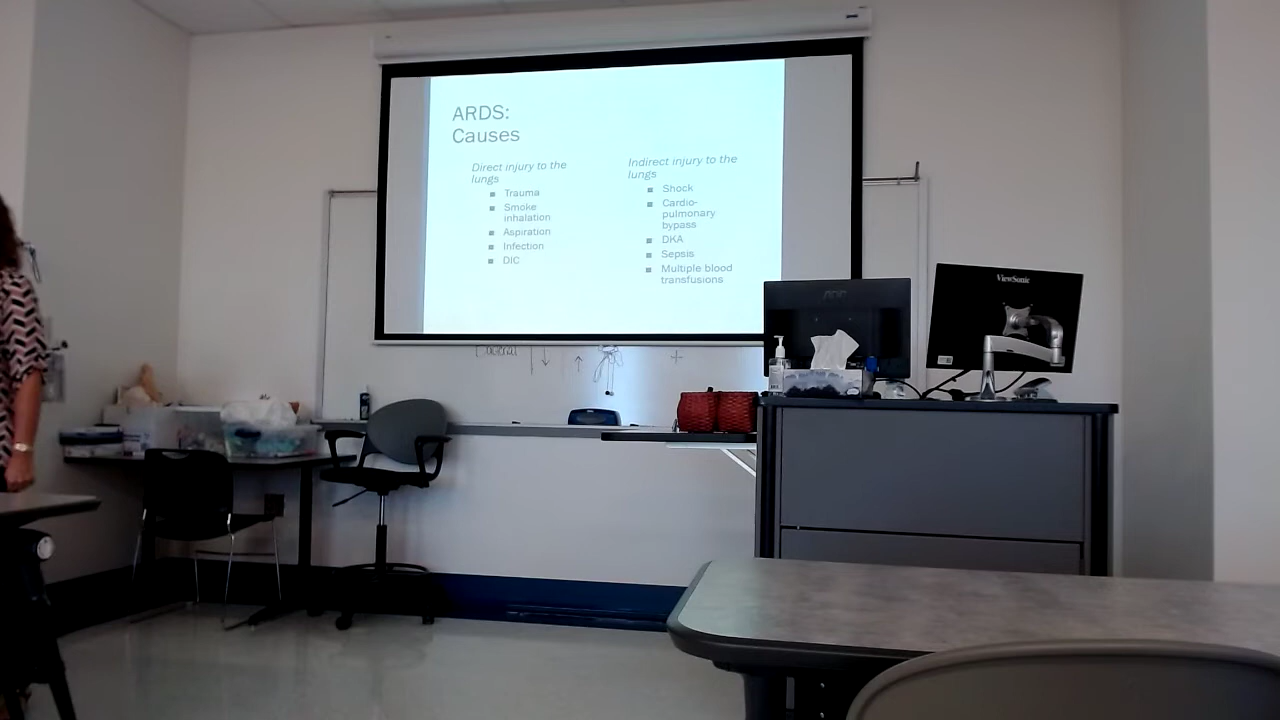 ARDS:
Causes
Direct injury to the
lungs
Trauma
Smoke
inhalation
Aspiration
Infection
DIC
Indirect injury to the
lungs
Shock
Cardio-
pulmonary
bypass
DKA
Sepsis
Multiple blood
transfusions
ViewSonic